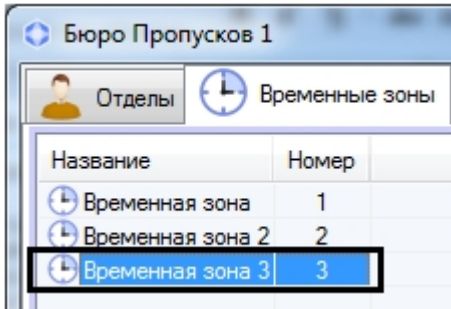 Бюро Пропусков 1
Отделы Временные зоны
Название Номер
Временная зона 1
Временная зона 2 2
Временная зона 3 3